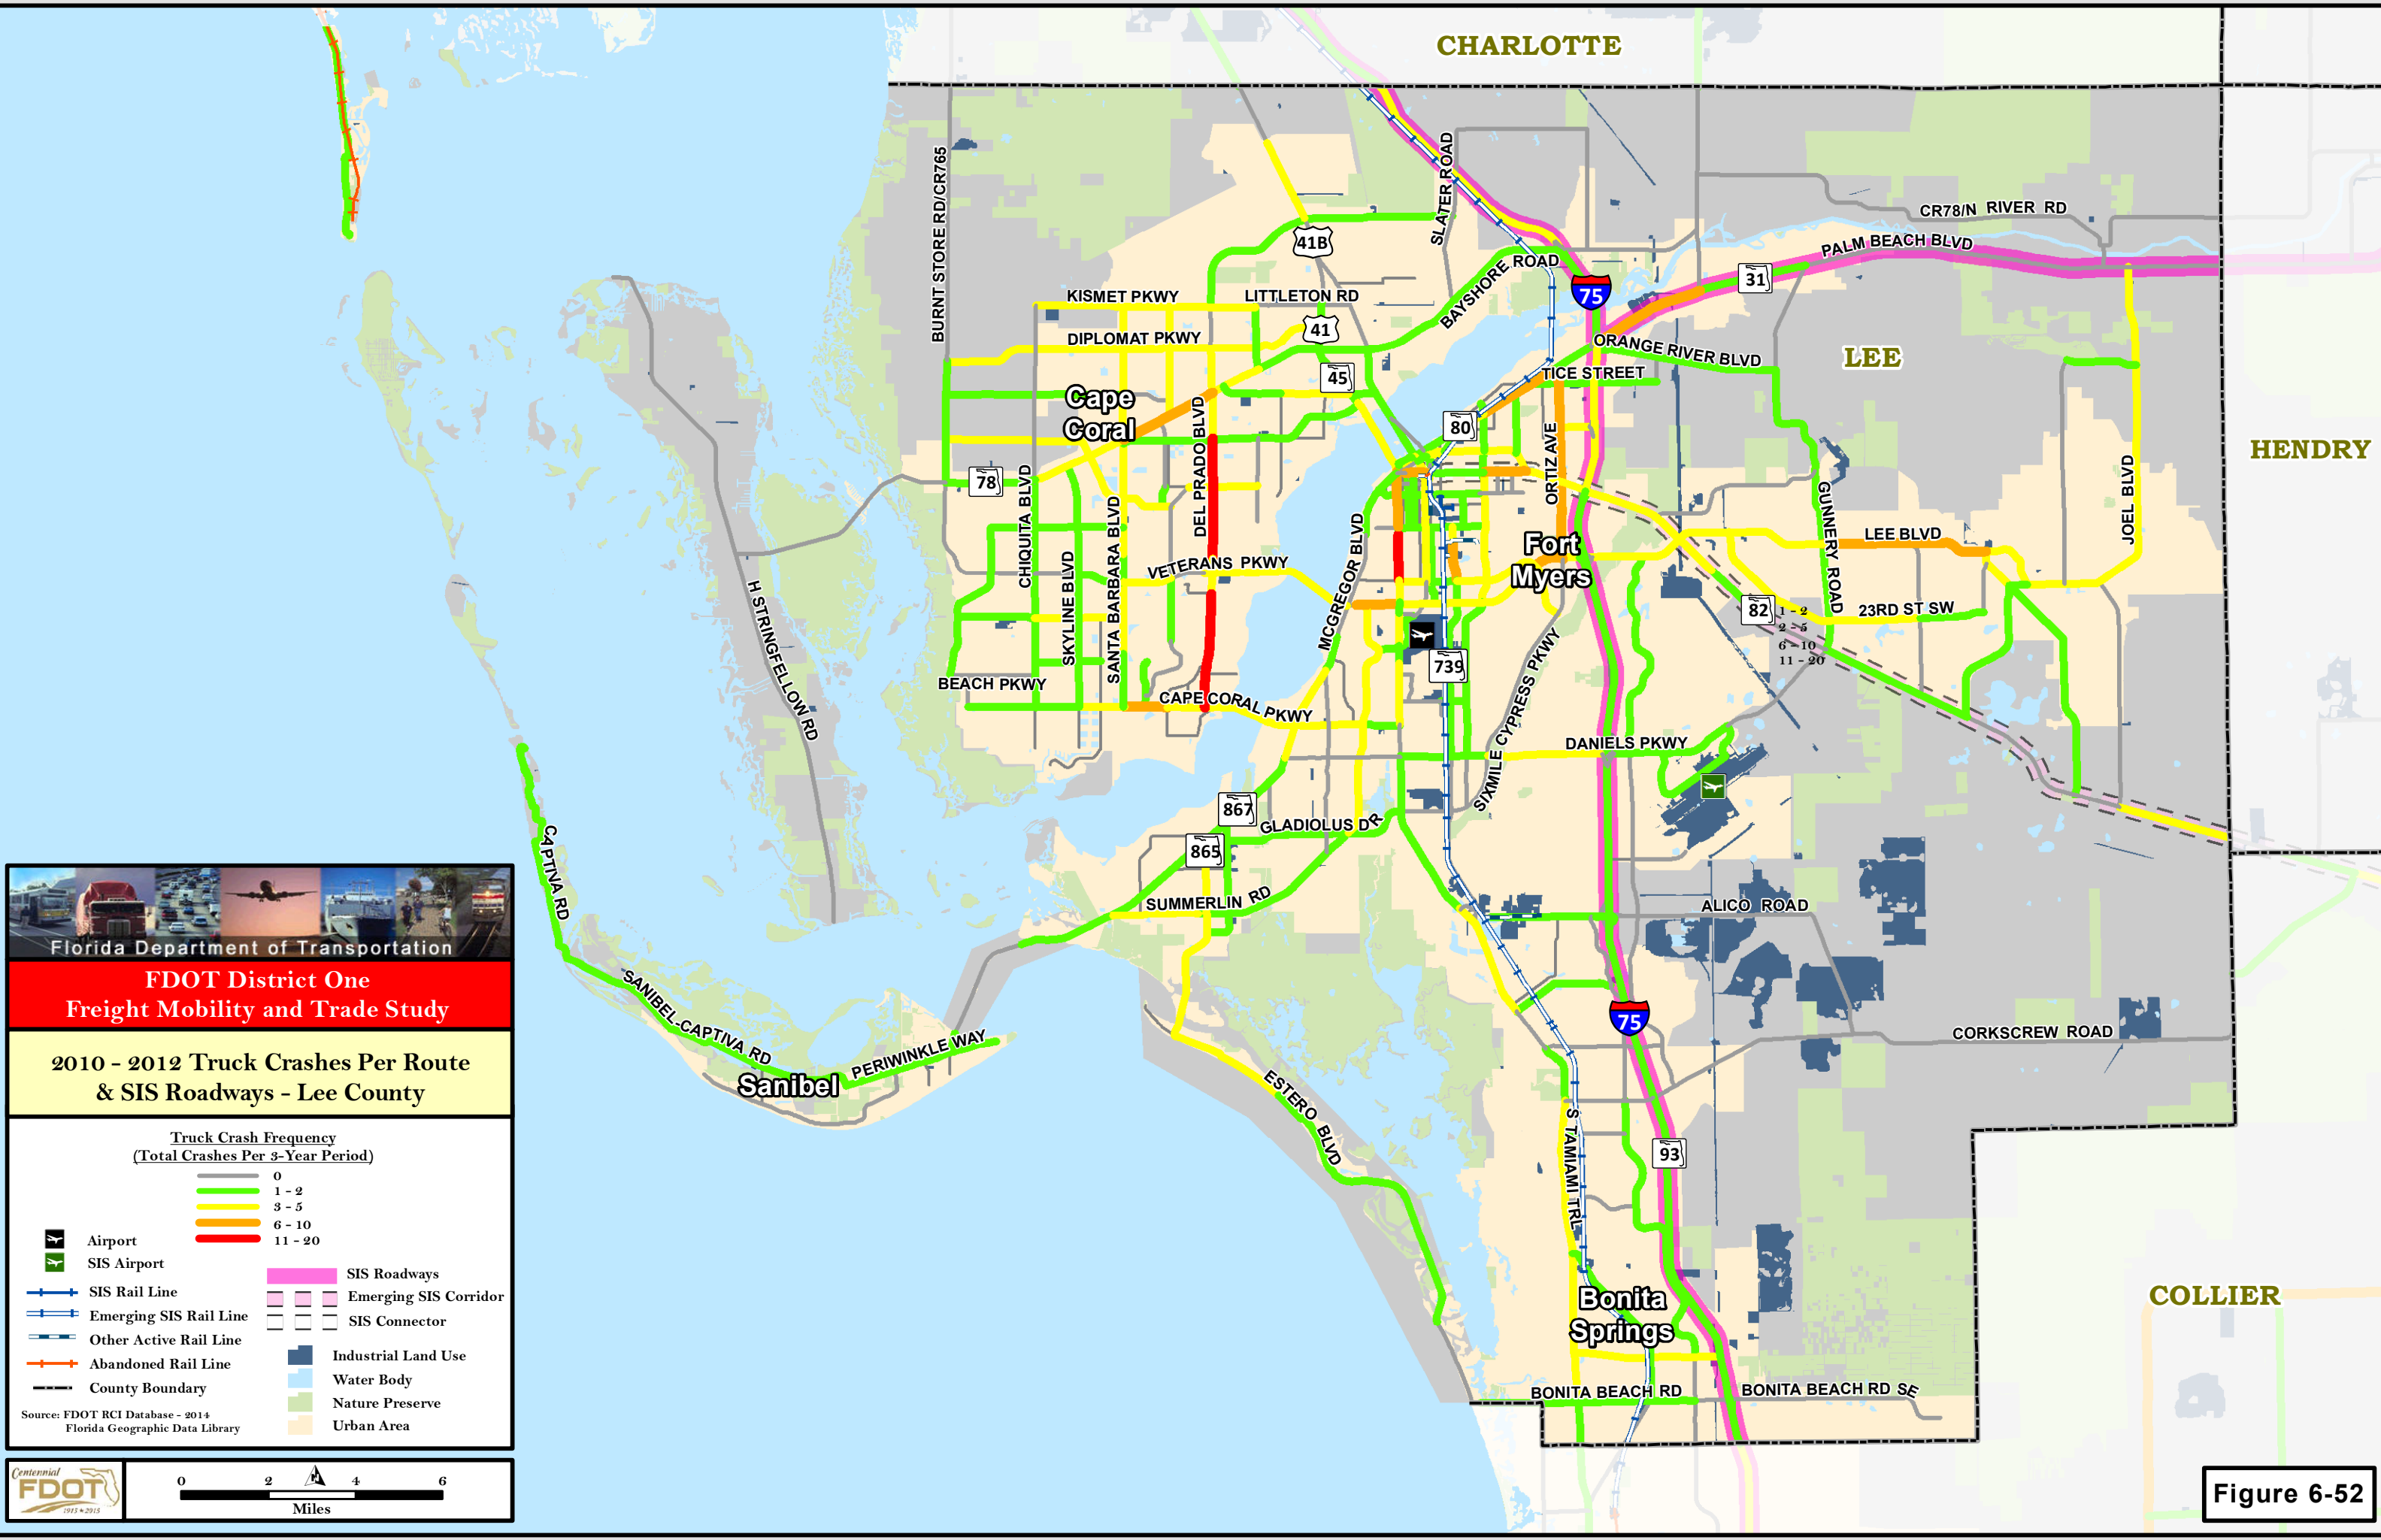 CHARLOTTE
BURNT STORE RD/CR765
SLATER ROAD
CR78/N RIVER RD
PALM BEACH BLVD
41B
BAYSHORE ROAD
75
31
KISMET PKWY
LITTLETON RD
41
DIPLOMAT PKWY
ORANGE RIVER BLVD
LEE
45
TICE STREET
Cape
Coral
DEL PRADO BLVD
80
ORTIZ AVE
HENDRY
78
CHIQUITA BLVD
SKYLINE BLVD
SANTA BARBARA BLVD
VETERANS PKWY
MCGREGOR BLVD
Fort
Myers
GUNNERY ROAD
LEE BLVD
JOEL BLVD
H STRINGFELLOW RD
82
1 - 2
2 - 5
6 - 10
11 - 20
23RD ST SW
739
BEACH PKWY
CAPE CORAL PKWY
SIXMILE CYPRESS PKWY
DANIELS PKWY
867
GLADIOLUS DR
865
CAPTIVA RD
SUMMERLIN RD
ALICO ROAD
SANIBEL-CAPTIVA RD
PERIWINKLE WAY
Sanibel
75
CORKSCREW ROAD
ESTERO BLVD
S TAMIAMI TRL
93
Bonita
Springs
COLLIER
BONITA BEACH RD
BONITA BEACH RD SE
Florida Department of Transportation
FDOT District One
Freight Mobility and Trade Study
2010 - 2012 Truck Crashes Per Route
& SIS Roadways - Lee County
Truck Crash Frequency
(Total Crashes Per 3-Year Period)
0
1 - 2
3 - 5
6 - 10
11 - 20
Airport
SIS Airport
SIS Rail Line
Emerging SIS Rail Line
Other Active Rail Line
Abandoned Rail Line
County Boundary
SIS Roadways
Emerging SIS Corridor
SIS Connector
Industrial Land Use
Water Body
Nature Preserve
Urban Area
Source: FDOT RCI Database - 2014
Florida Geographic Data Library
Centennial
FDOT
1915★2015
N
0 2 4 6
Miles
Figure 6-52